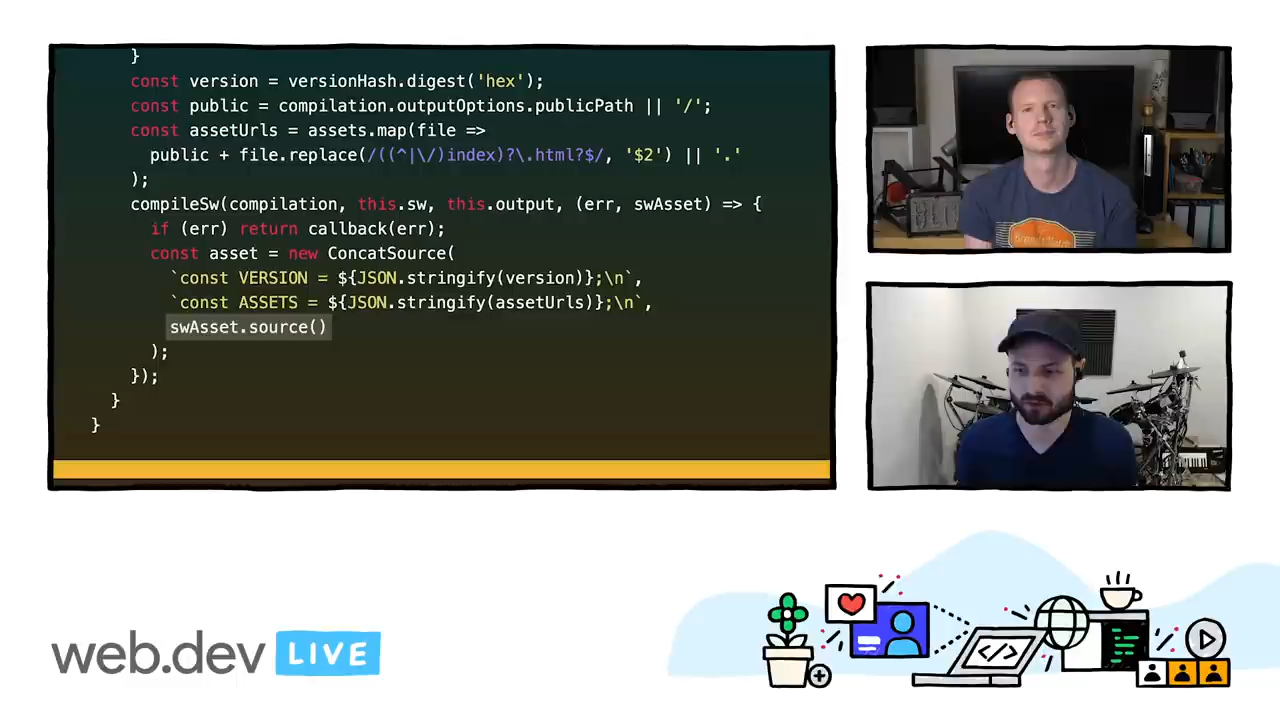 }
const version = versionHash.digest('hex');
const public = compilation.outputOptions.publicPath || '/';
const assetUrls = assets.map(file =>
public + file.replace(/((^|\/)index)?\.html?$/, '$2') || '.'
);
compileSw(compilation, this.sw, this.output, (err, swAsset) => {
if (err) return callback(err);
const asset = new ConcatSource(
`const VERSION = ${JSON.stringify(version)};\n`,
`const ASSETS = ${JSON.stringify(assetUrls)};\n`,
swAsset.source()
);
});
}
}
web.dev LIVE